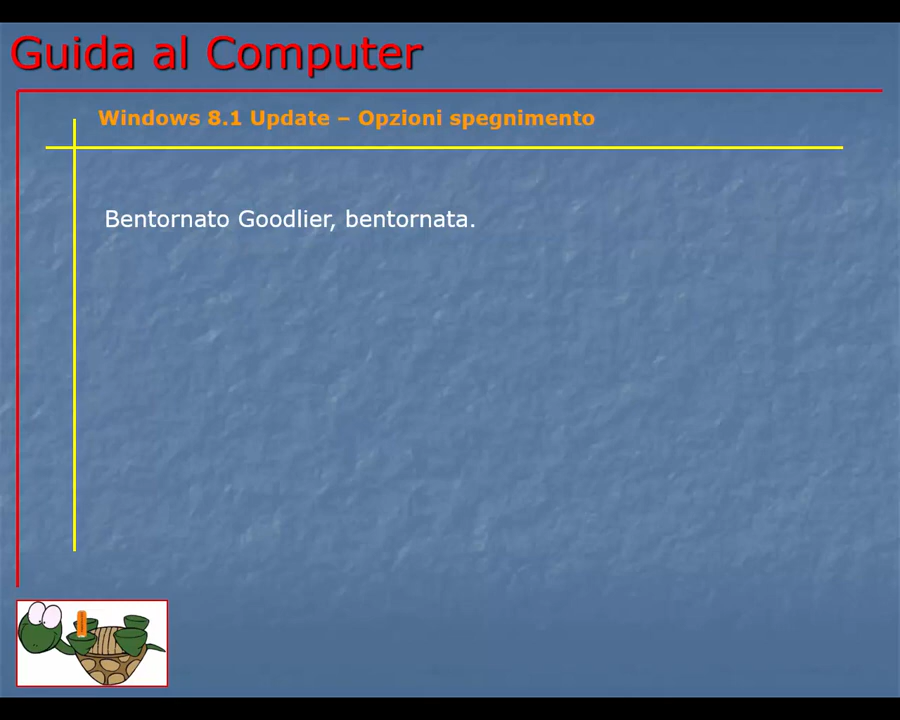 Guida al Computer
Windows 8.1 Update – Opzioni spegnimento
Bentornato Goodlier, bentornata.